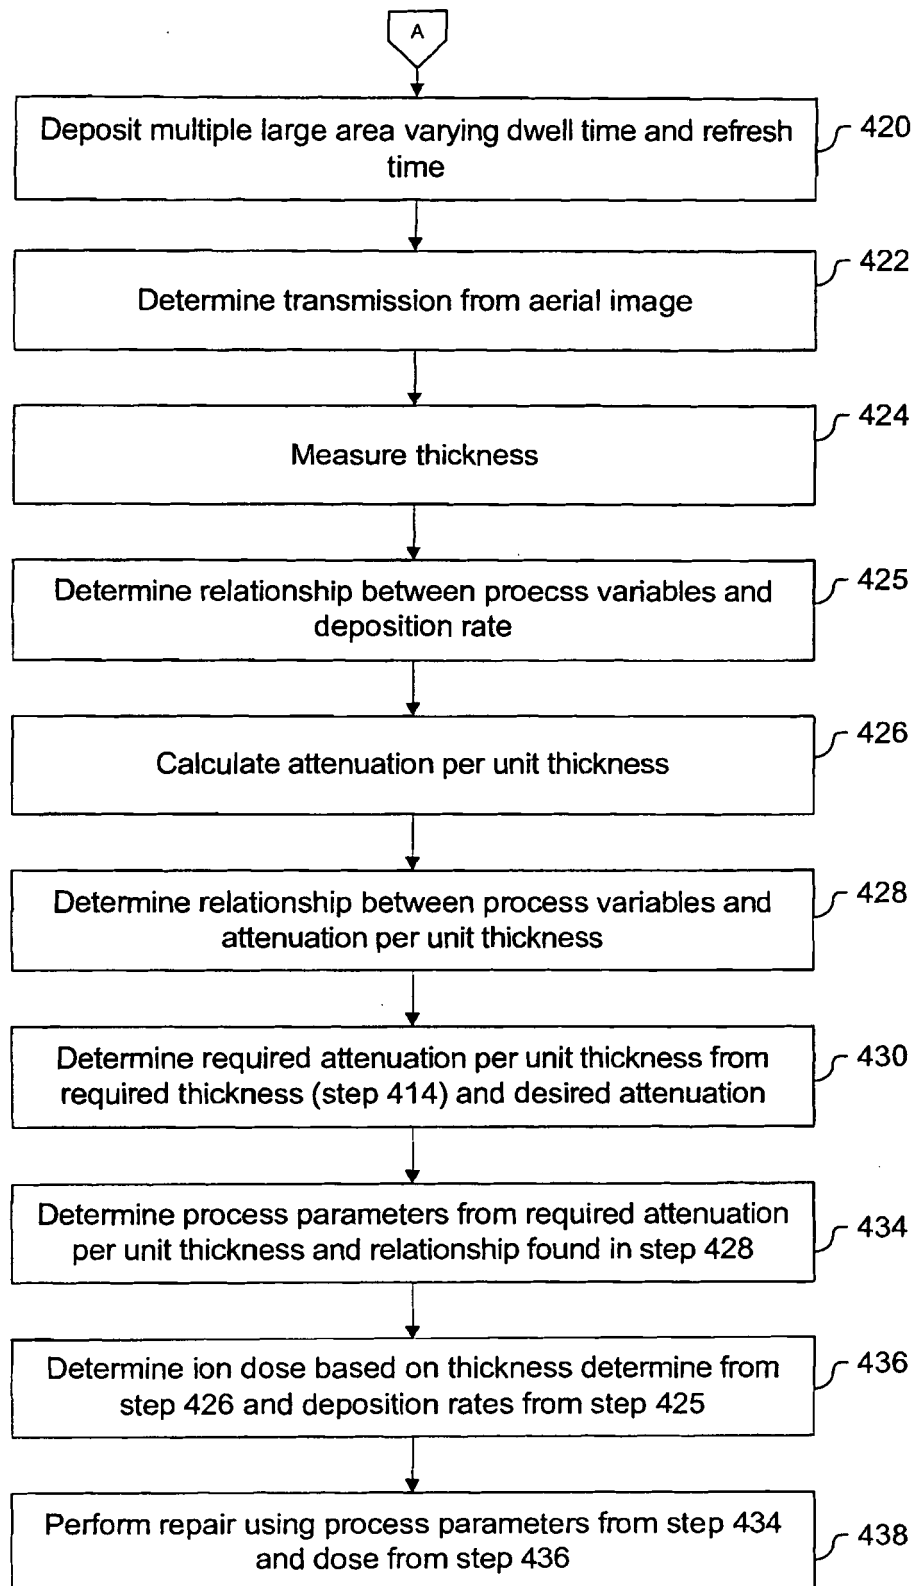 A
Deposit multiple large area varying dwell time and refresh
time
420
Determine transmission from aerial image
422
Measure thickness
424
Determine relationship between proecss variables and
deposition rate
425
Calculate attenuation per unit thickness
426
Determine relationship between process variables and
attenuation per unit thickness
428
Determine required attenuation per unit thickness from
required thickness (step 414) and desired attenuation
430
Determine process parameters from required attenuation
per unit thickness and relationship found in step 428
434
Determine ion dose based on thickness determine from
step 426 and deposition rates from step 425
436
Perform repair using process parameters from step 434
and dose from step 436
438